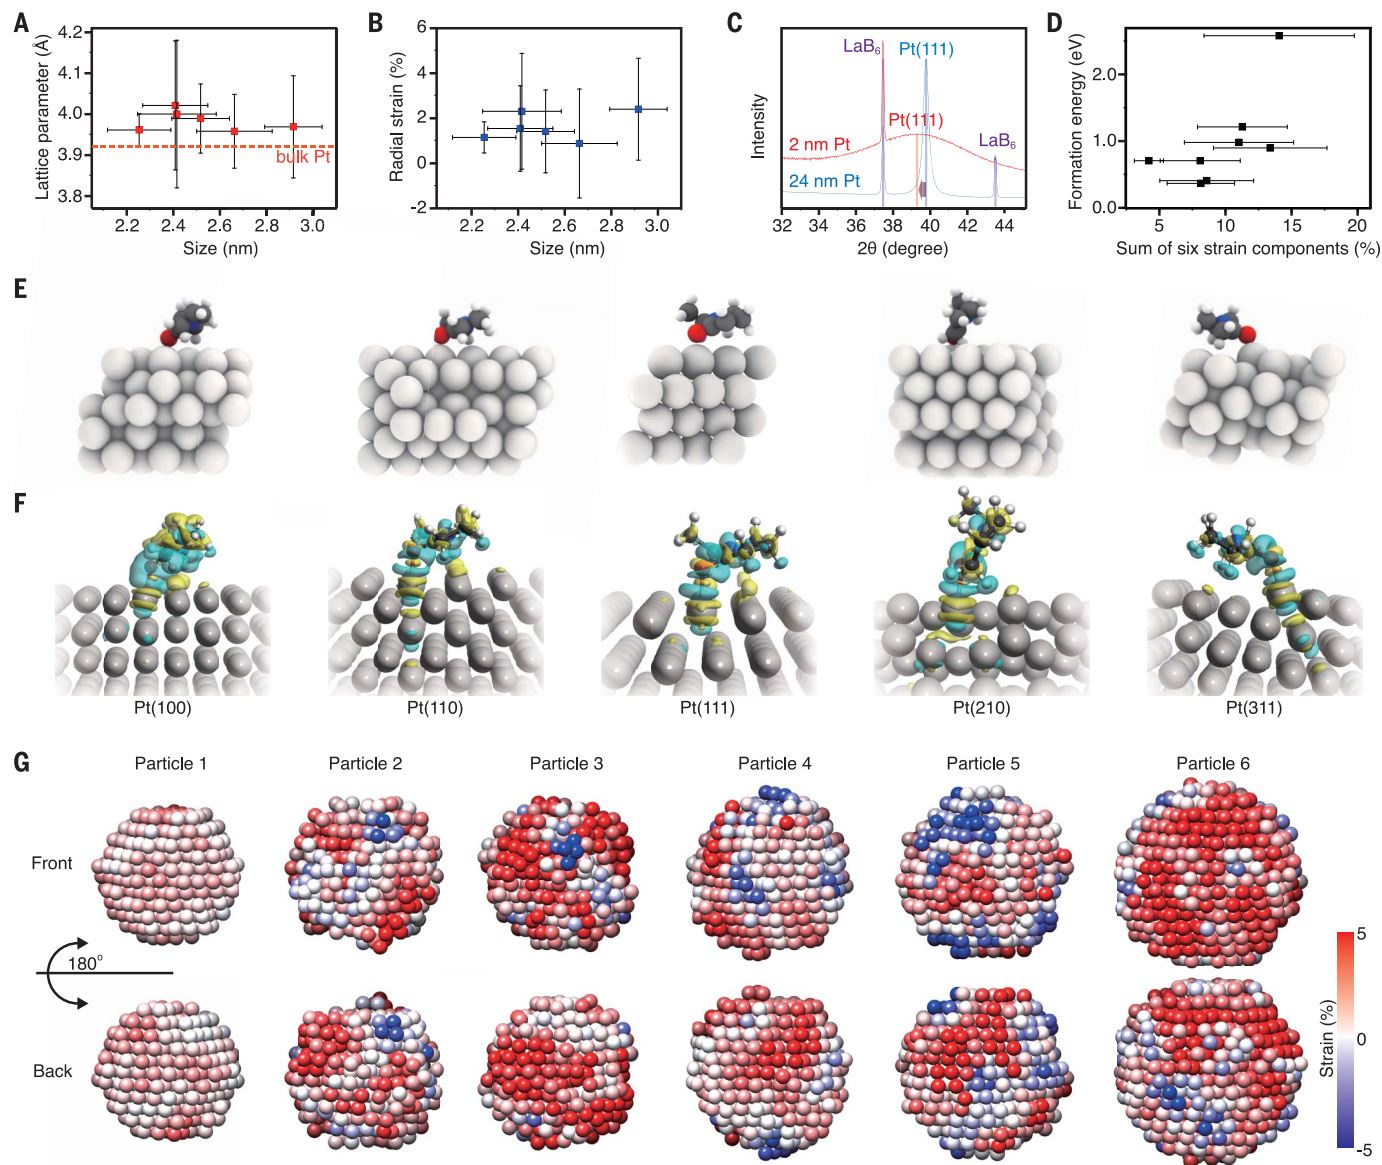 A
Lattice parameter (Å)
4.2
4.1
4.0
3.9
3.8
bulk Pt
2.2
2.4
2.6
2.8
3.0
Size (nm)
B
Radial strain (%)
6
4
2
0
-2
2.2
2.4
2.6
2.8
3.0
Size (nm)
C
Intensity
LaB6
Pt(111)
Pt(111)
2 nm Pt
LaB6
24 nm Pt
32
34
36
38
40
42
44
2θ (degree)
D
Formation energy (eV)
2.0
1.0
0.0
5
10
15
20
Sum of six strain components (%)
E
F
Pt(100)
Pt(110)
Pt(111)
Pt(210)
Pt(311)
G
Particle 1
Particle 2
Particle 3
Particle 4
Particle 5
Particle 6
Front
180°
Back
5
0
-5
Strain (%)